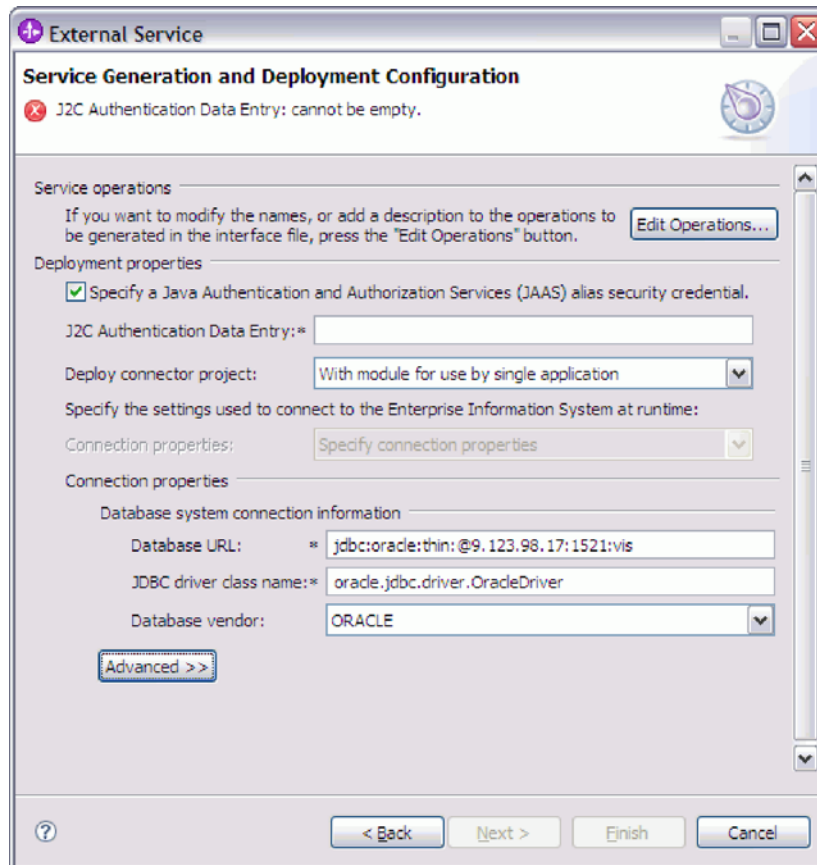 External Service
Service Generation and Deployment Configuration
J2C Authentication Data Entry: cannot be empty.
Service operations
If you want to modify the names, or add a description to the operations to
be generated in the interface file, press the "Edit Operations" button.
Edit Operations...
Deployment properties
Specify a Java Authentication and Authorization Services (JAAS) alias security credential.
J2C Authentication Data Entry:*
Deploy connector project: With module for use by single application
Specify the settings used to connect to the Enterprise Information System at runtime:
Connection properties: Specify connection properties
Connection properties
Database system connection information
Database URL: * jdbc:oracle:thin:@9.123.98.17:1521:vis
JDBC driver class name:* oracle.jdbc.driver.OracleDriver
Database vendor: ORACLE
Advanced >>
? < Back Next > Finish Cancel